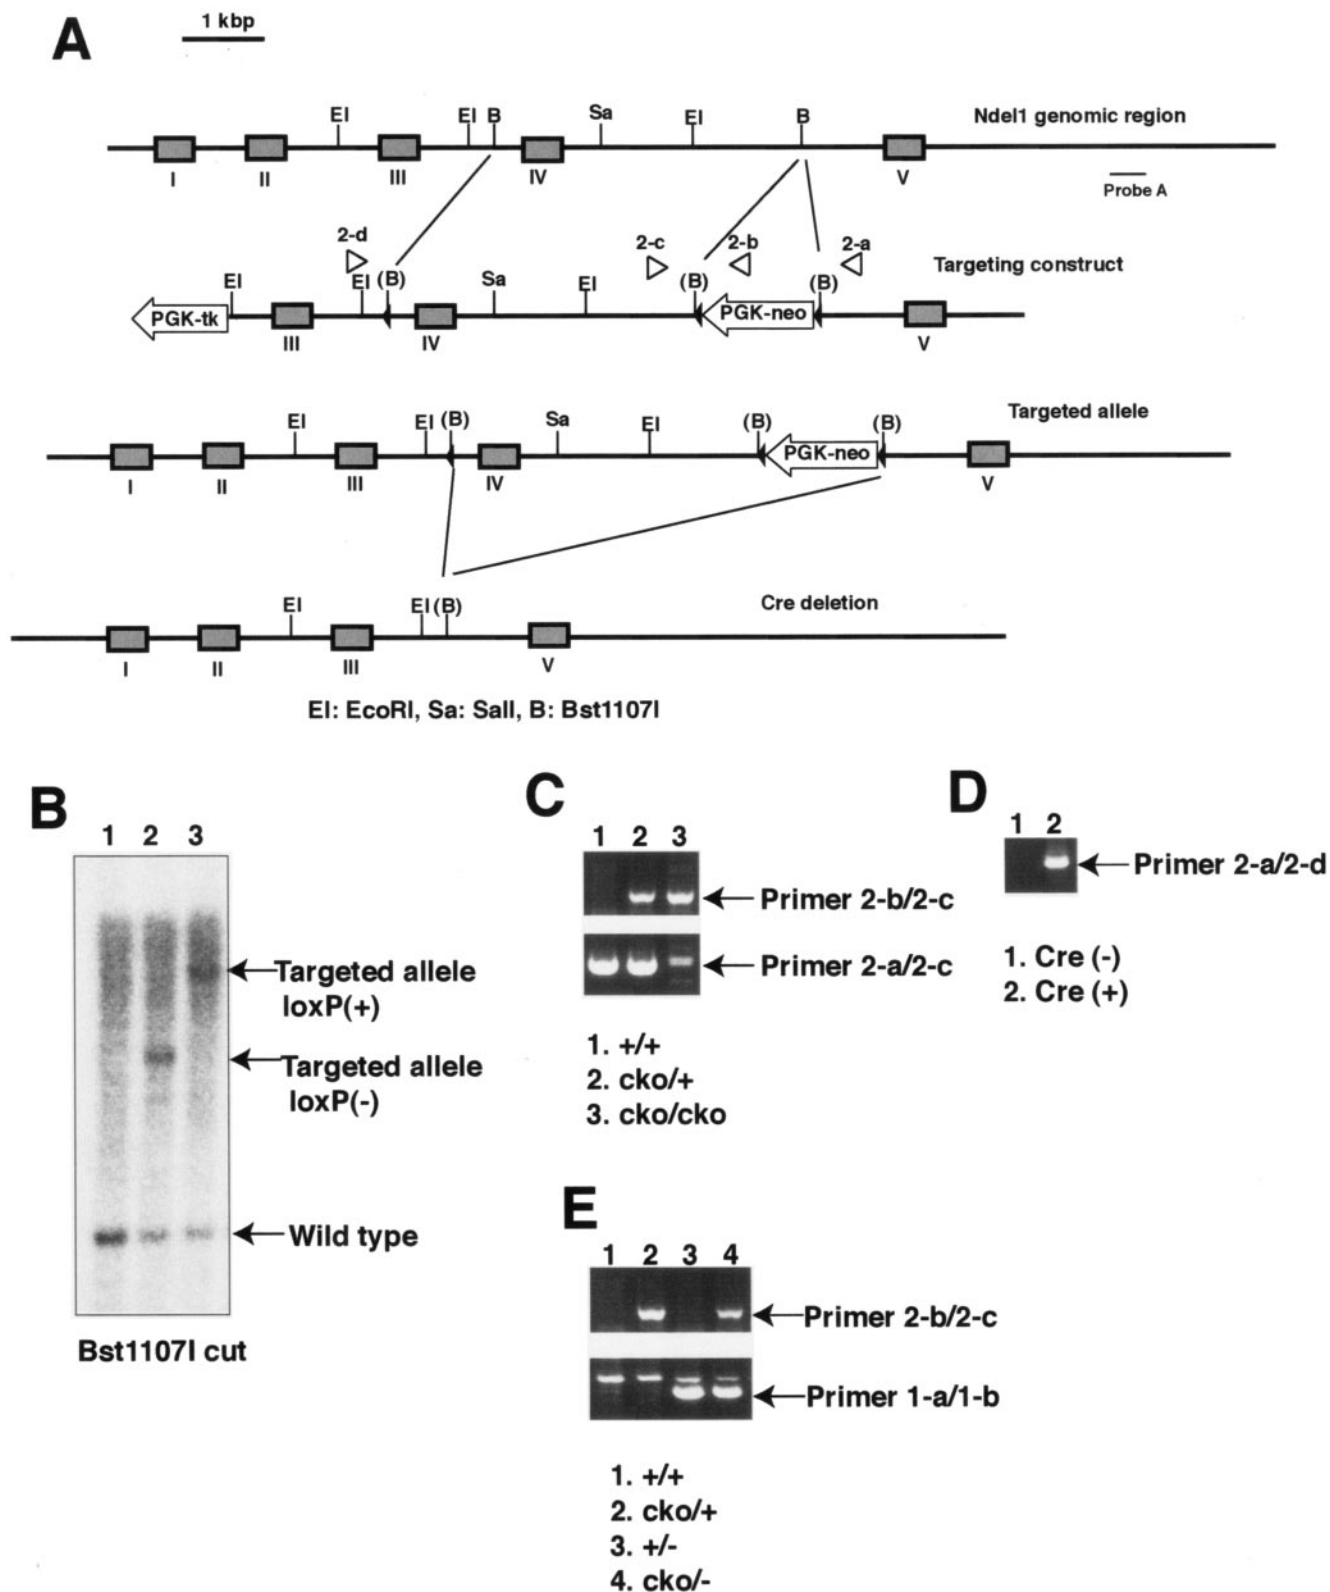 A
1 kbp
EI
EI B
Sa
EI
B
Ndel1 genomic region
I
II
III
IV
V
Probe A
2-d
2-c
2-b
2-a
Targeting construct
EI
EI (B)
Sa
EI
(B)
(B)
PGK-tk
PGK-neo
III
IV
V
Targeted allele
EI
EI (B)
Sa
EI
(B)
(B)
PGK-neo
I
II
III
IV
V
Cre deletion
EI
EI (B)
I
II
III
V
EI: EcoRI, Sa: SalI, B: Bst1107I
B
1 2 3
Targeted allele
loxP(+)
Targeted allele
loxP(-)
Wild type
Bst1107I cut
C
1 2 3
Primer 2-b/2-c
Primer 2-a/2-c
1. +/+
2. cko/+
3. cko/cko
D
1 2
Primer 2-a/2-d
1. Cre (-)
2. Cre (+)
E
1 2 3 4
Primer 2-b/2-c
Primer 1-a/1-b
1. +/+
2. cko/+
3. +/-
4. cko/-